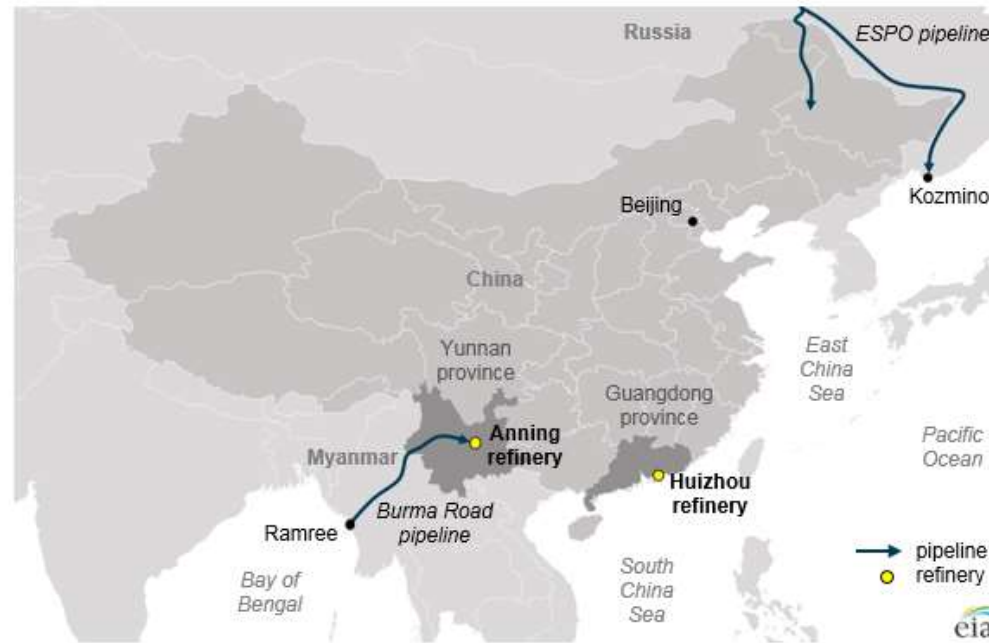 Russia
ESPO pipeline
Kozmino
Beijing
China
Yunnan
province
East
China
Sea
Guangdong
province
Pacific
Ocean
Anning
refinery
Myanmar
Huizhou
refinery
Burma Road
pipeline
Ramree
Bay of
Bengal
South
China
Sea
pipeline
refinery
eia